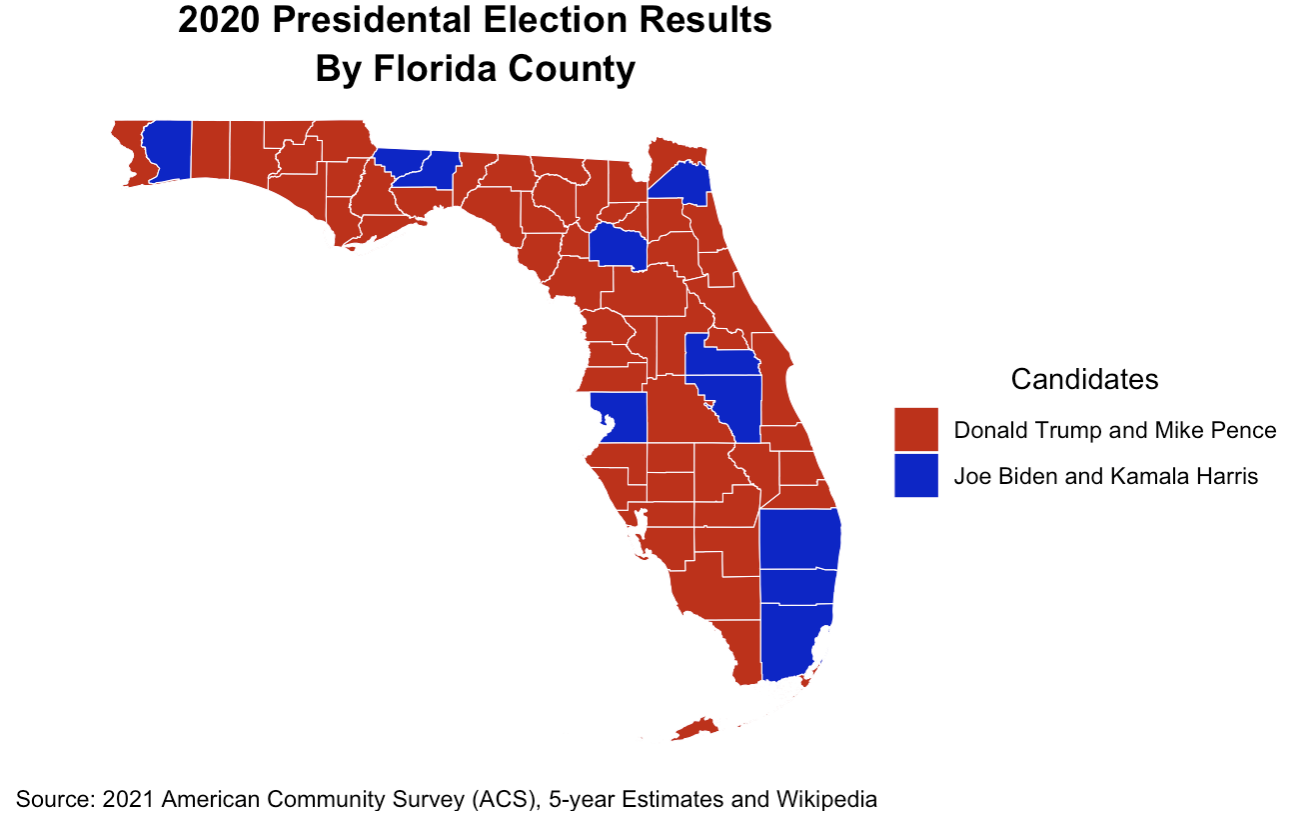 2020 Presidental Election Results
By Florida County
Candidates
Donald Trump and Mike Pence
Joe Biden and Kamala Harris
Source: 2021 American Community Survey (ACS), 5-year Estimates and Wikipedia